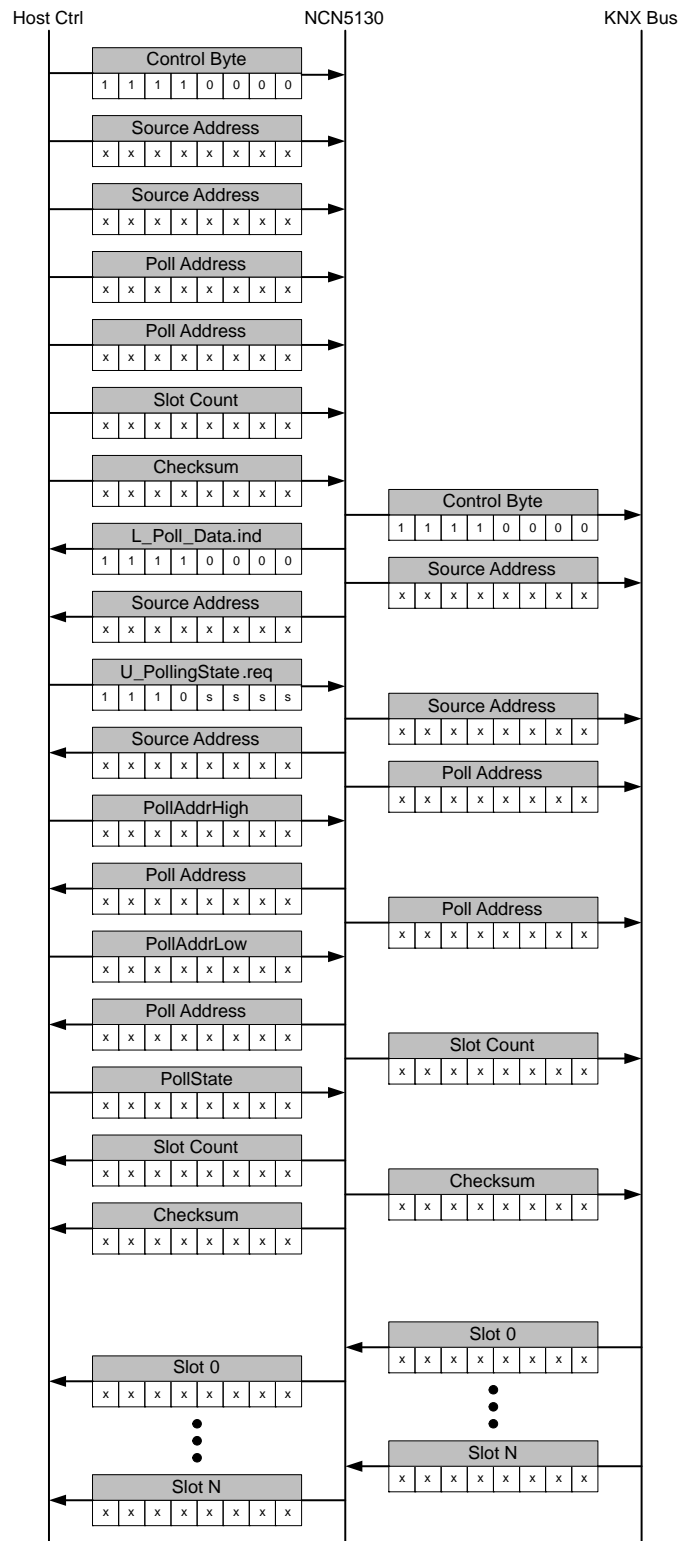 Host Ctrl NCN5130 KNX Bus
Control Byte
1 1 1 1 0 0 0 0
Source Address
x x x x x x x x
Source Address
x x x x x x x x
Poll Address
x x x x x x x x
Poll Address
x x x x x x x x
Slot Count
x x x x x x x x
Checksum
x x x x x x x x
Control Byte
1 1 1 1 0 0 0 0
L_Poll_Data.ind
1 1 1 1 0 0 0 0
Source Address
x x x x x x x x
Source Address
x x x x x x x x
U_PollingState.req
1 1 1 0 s s s s
Source Address
x x x x x x x x
Source Address
x x x x x x x x
Poll Address
x x x x x x x x
PollAddrHigh
x x x x x x x x
Poll Address
x x x x x x x x
Poll Address
x x x x x x x x
PollAddrLow
x x x x x x x x
Poll Address
x x x x x x x x
Slot Count
x x x x x x x x
PollState
x x x x x x x x
Slot Count
x x x x x x x x
Checksum
x x x x x x x x
Checksum
x x x x x x x x
Slot 0
x x x x x x x x
Slot 0
x x x x x x x x
Slot N
x x x x x x x x
Slot N
x x x x x x x x